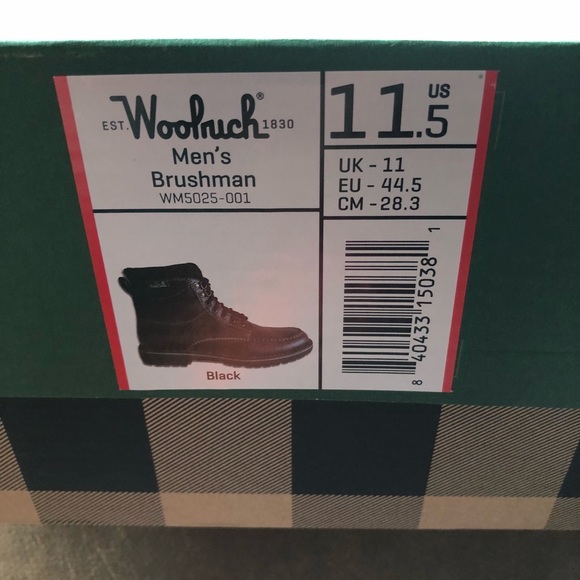 EST. Woolrich® 1830
Men's
Brushman
WM5025-001
11.5 US
UK - 11
EU - 44.5
CM - 28.3
Black
8 40433 15038 1